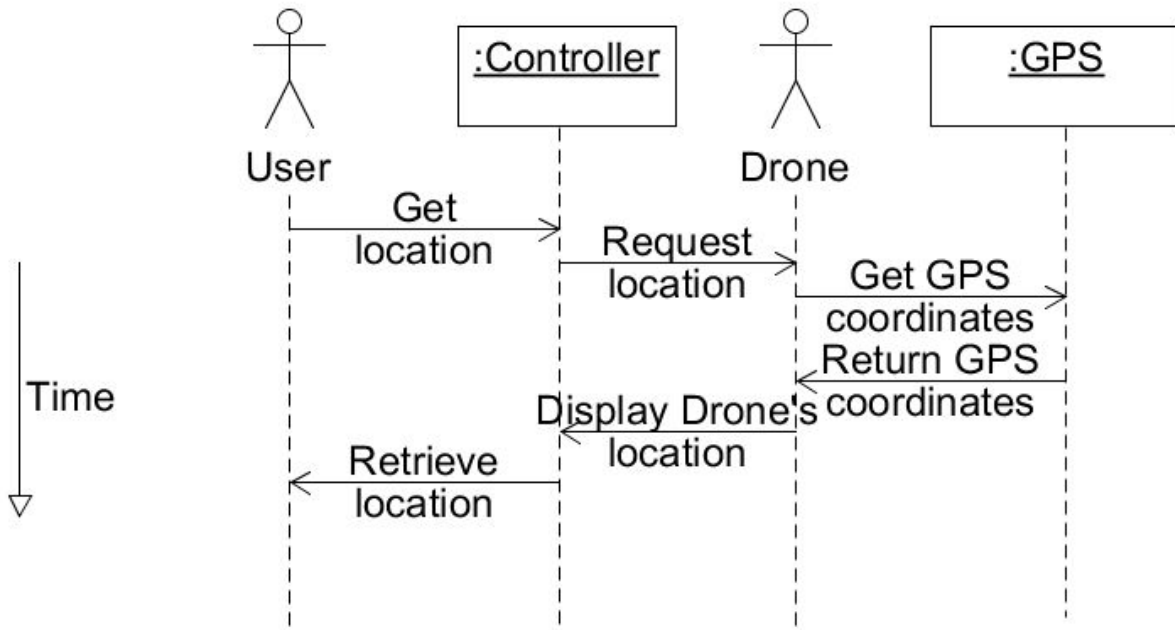 :Controller
:GPS
User
Drone
Get
location
Request
location
Get GPS
coordinates
Return GPS
coordinates
Time
Display Drone's
location
Retrieve
location